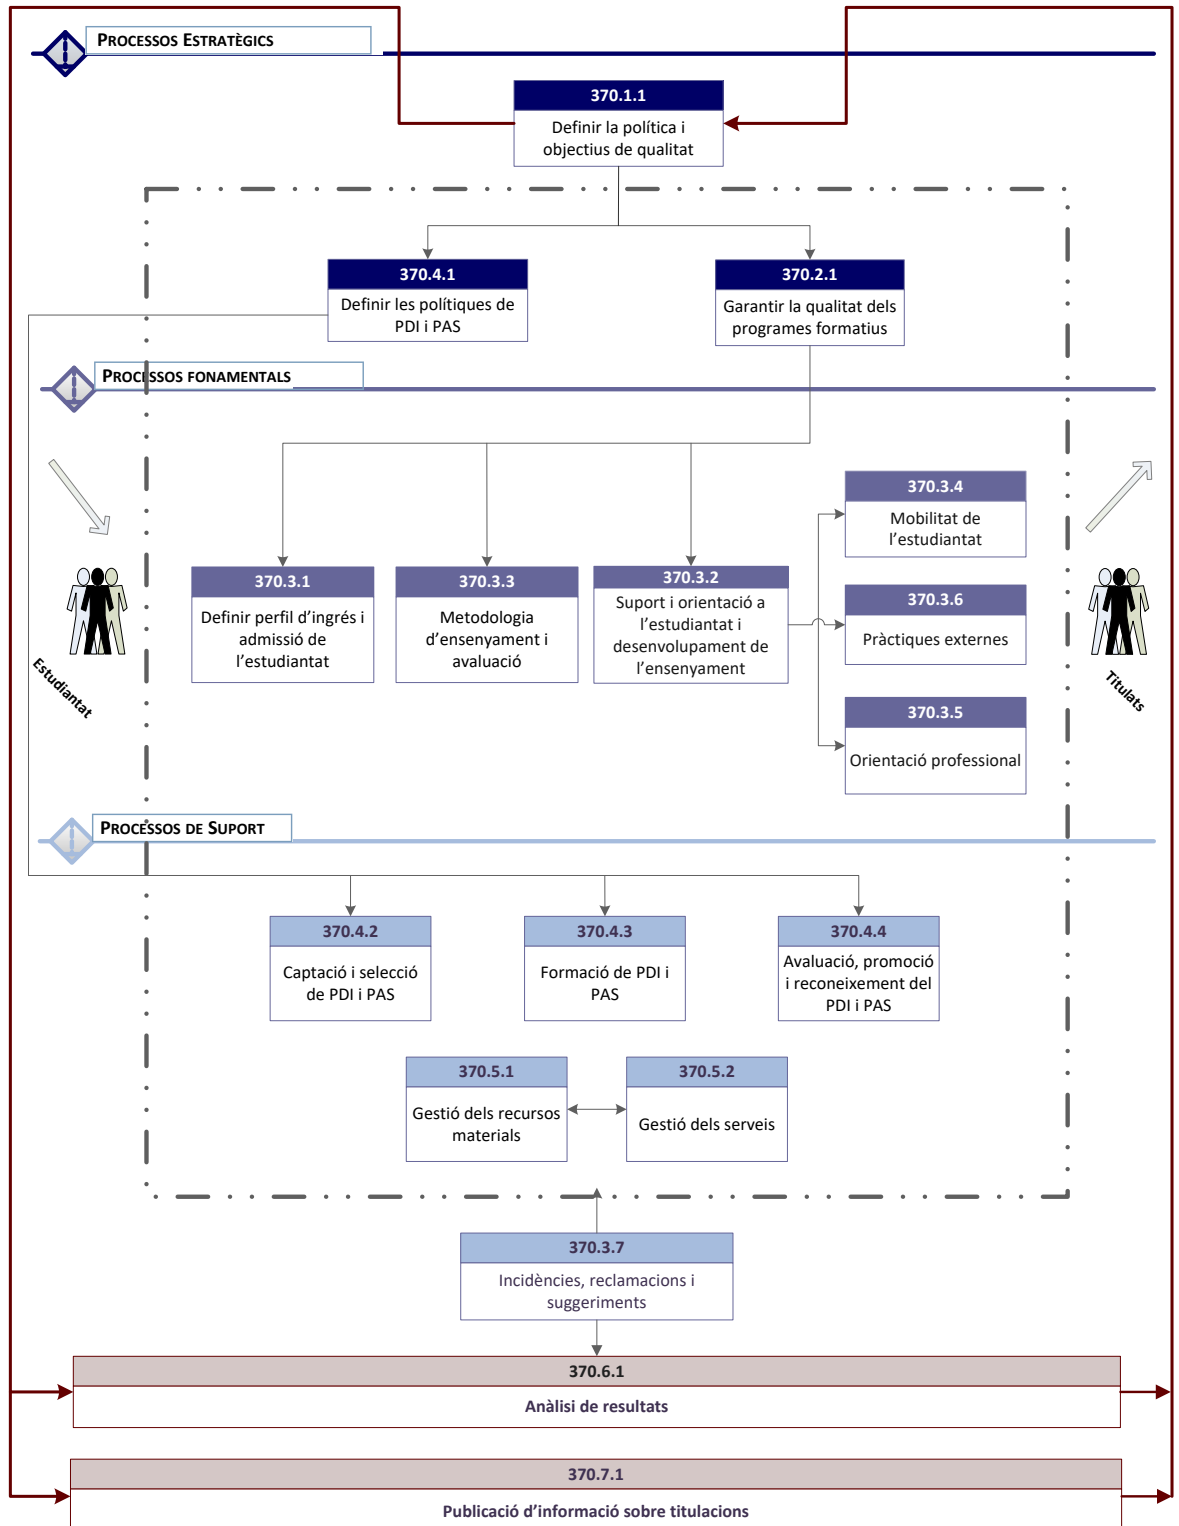 PROCESSOS ESTRATÈGICS
370.1.1
Definir la política i
objectius de qualitat
370.4.1
Definir les polítiques de
PDI i PAS
370.2.1
Garantir la qualitat dels
programes formatius
PROCESSOS FONAMENTALS
370.3.4
Mobilitat de
l’estudiantat
370.3.1
Definir perfil d’ingrés i
admissió de
l’estudiantat
370.3.3
Metodologia
d’ensenyament i
avaluació
370.3.2
Suport i orientació a
l’estudiantat i
desenvolupament de
l’ensenyament
370.3.6
Pràctiques externes
370.3.5
Orientació professional
Estudiantat
Titulats
PROCESSOS DE SUPORT
370.4.2
Captació i selecció
de PDI i PAS
370.4.3
Formació de PDI i
PAS
370.4.4
Avaluació, promoció
i reconeixement del
PDI i PAS
370.5.1
Gestió dels recursos
materials
370.5.2
Gestió dels serveis
370.3.7
Incidències, reclamacions i
suggeriments
370.6.1
Anàlisi de resultats
370.7.1
Publicació d’informació sobre titulacions